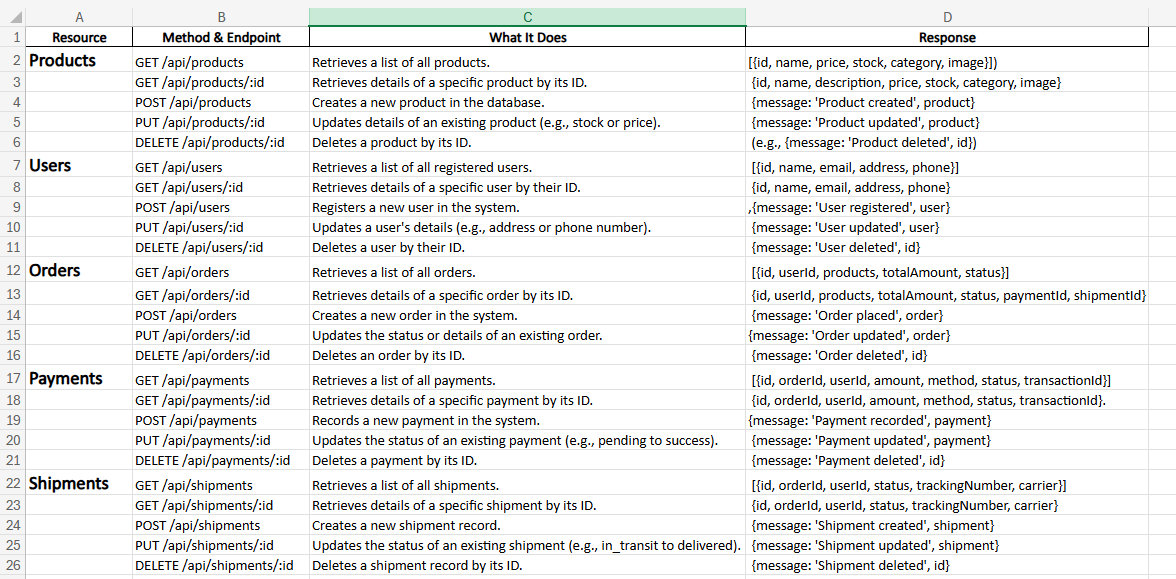 A B C D
1 Resource Method & Endpoint What It Does Response
2 Products GET /api/products Retrieves a list of all products. [{id, name, price, stock, category, image}])
3 GET /api/products/:id Retrieves details of a specific product by its ID. {id, name, description, price, stock, category, image}
4 POST /api/products Creates a new product in the database. {message: 'Product created', product}
5 PUT /api/products/:id Updates details of an existing product (e.g., stock or price). {message: 'Product updated', product}
6 DELETE /api/products/:id Deletes a product by its ID. (e.g., {message: 'Product deleted', id})
7 Users GET /api/users Retrieves a list of all registered users. [{id, name, email, address, phone}]
8 GET /api/users/:id Retrieves details of a specific user by their ID. {id, name, email, address, phone}
9 POST /api/users Registers a new user in the system. ,{message: 'User registered', user}
10 PUT /api/users/:id Updates a user's details (e.g., address or phone number). {message: 'User updated', user}
11 DELETE /api/users/:id Deletes a user by their ID. {message: 'User deleted', id}
12 Orders GET /api/orders Retrieves a list of all orders. [{id, userId, products, totalAmount, status}]
13 GET /api/orders/:id Retrieves details of a specific order by its ID. {id, userId, products, totalAmount, status, paymentId, shipmentId}
14 POST /api/orders Creates a new order in the system. {message: 'Order placed', order}
15 PUT /api/orders/:id Updates the status or details of an existing order. {message: 'Order updated', order}
16 DELETE /api/orders/:id Deletes an order by its ID. {message: 'Order deleted', id}
17 Payments GET /api/payments Retrieves a list of all payments. [{id, orderId, userId, amount, method, status, transactionId}]
18 GET /api/payments/:id Retrieves details of a specific payment by its ID. {id, orderId, userId, amount, method, status, transactionId}.
19 POST /api/payments Records a new payment in the system. {message: 'Payment recorded', payment}
20 PUT /api/payments/:id Updates the status of an existing payment (e.g., pending to success). {message: 'Payment updated', payment}
21 DELETE /api/payments/:id Deletes a payment by its ID. {message: 'Payment deleted', id}
22 Shipments GET /api/shipments Retrieves a list of all shipments. [{id, orderId, userId, status, trackingNumber, carrier}]
23 GET /api/shipments/:id Retrieves details of a specific shipment by its ID. {id, orderId, userId, status, trackingNumber, carrier}
24 POST /api/shipments Creates a new shipment record. {message: 'Shipment created', shipment}
25 PUT /api/shipments/:id Updates the status of an existing shipment (e.g., in_transit to delivered). {message: 'Shipment updated', shipment}
26 DELETE /api/shipments/:id Deletes a shipment record by its ID. {message: 'Shipment deleted', id}